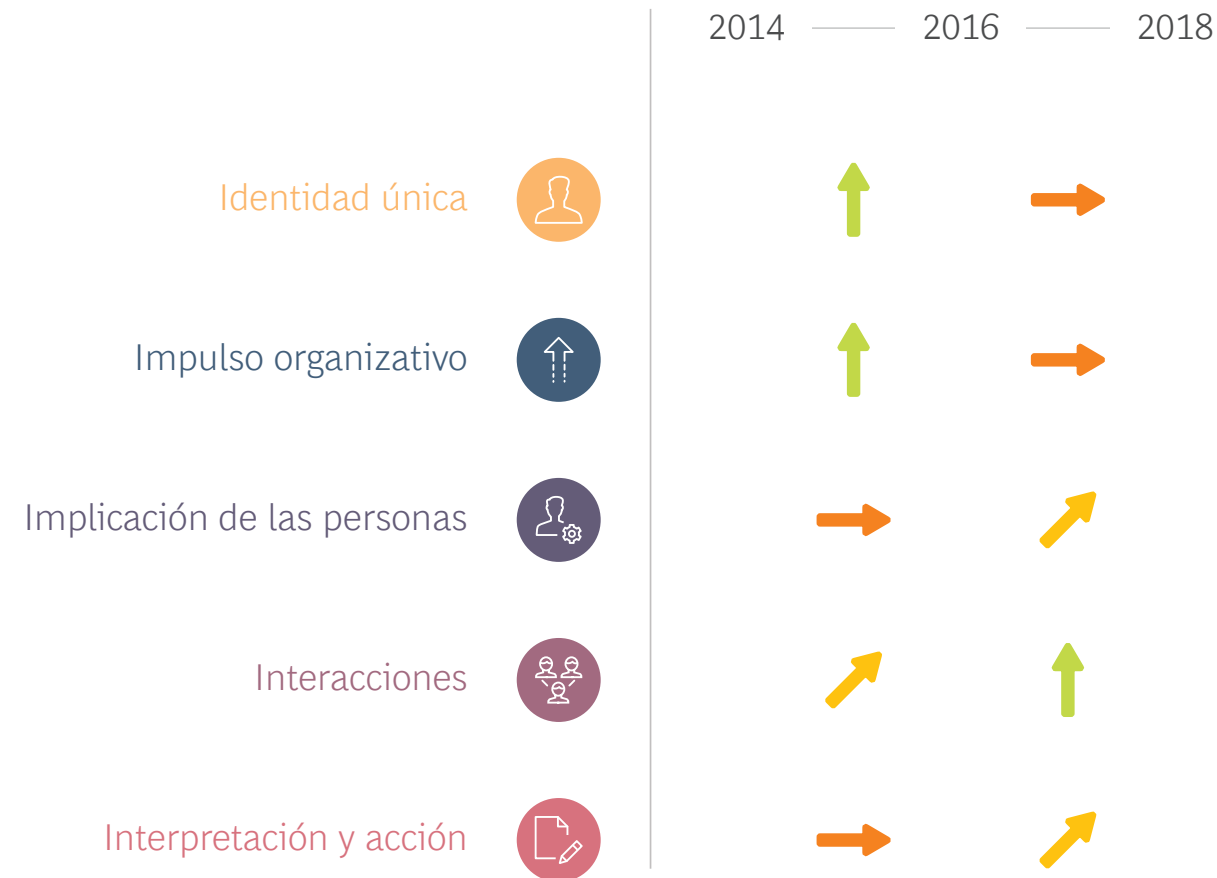 2014 2016 2018
Identidad única
Impulso organizativo
Implicación de las personas
Interacciones
Interpretación y acción